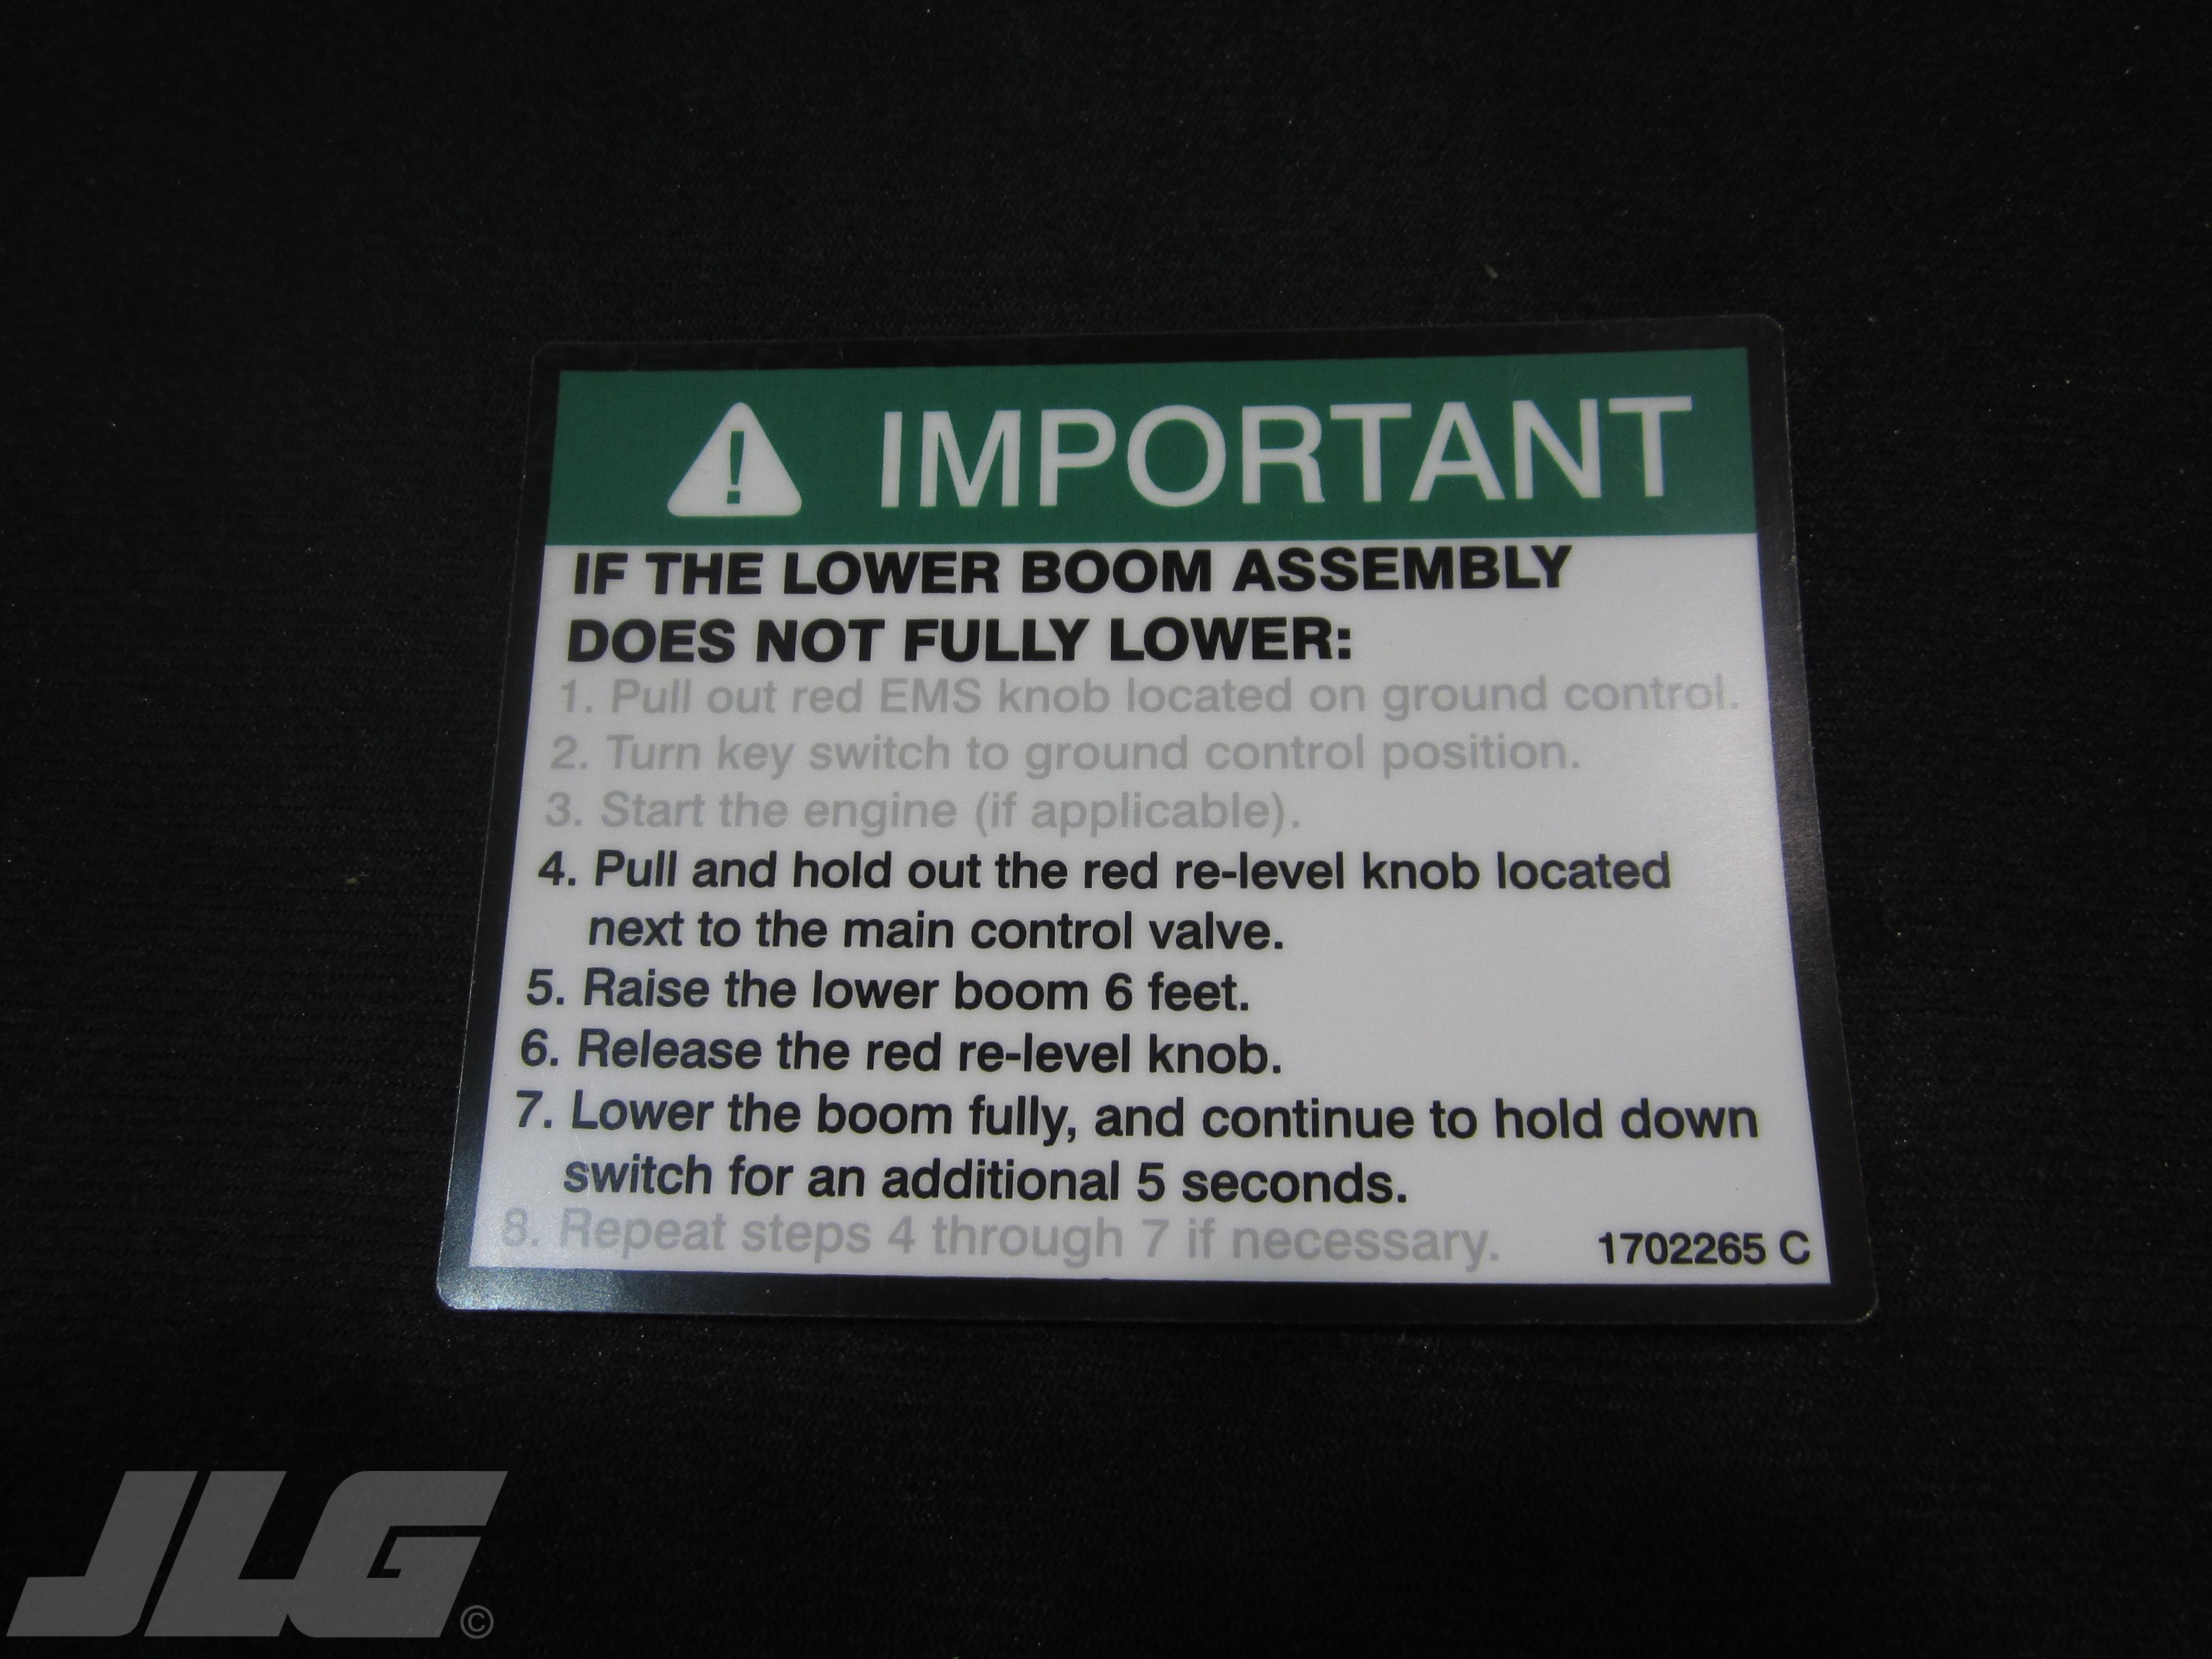 ! IMPORTANT
IF THE LOWER BOOM ASSEMBLY
DOES NOT FULLY LOWER:
1. Pull out red EMS knob located on ground control.
2. Turn key switch to ground control position.
3. Start the engine (if applicable).
4. Pull and hold out the red re-level knob located
next to the main control valve.
5. Raise the lower boom 6 feet.
6. Release the red re-level knob.
7. Lower the boom fully, and continue to hold down
switch for an additional 5 seconds.
8. Repeat steps 4 through 7 if necessary.
1702265 C
JLG ©